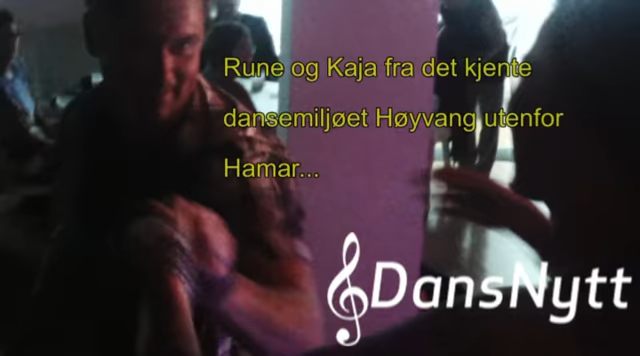 Rune og Kaja fra det kjente
dansemiljøet Høyvang utenfor
Hamar...
DansNytt